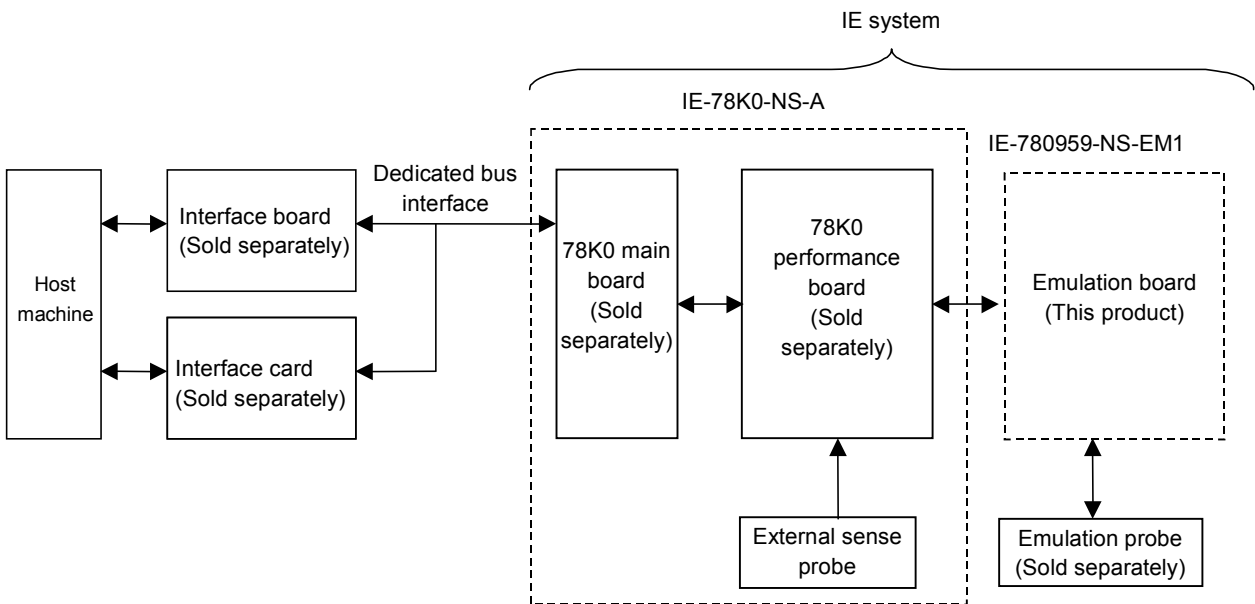 IE system
IE-78K0-NS-A
IE-780959-NS-EM1
Dedicated bus
interface
Host
machine
Interface board
(Sold separately)
Interface card
(Sold separately)
78K0 main
board
(Sold
separately)
78K0
performance
board
(Sold
separately)
Emulation board
(This product)
External sense
probe
Emulation probe
(Sold separately)